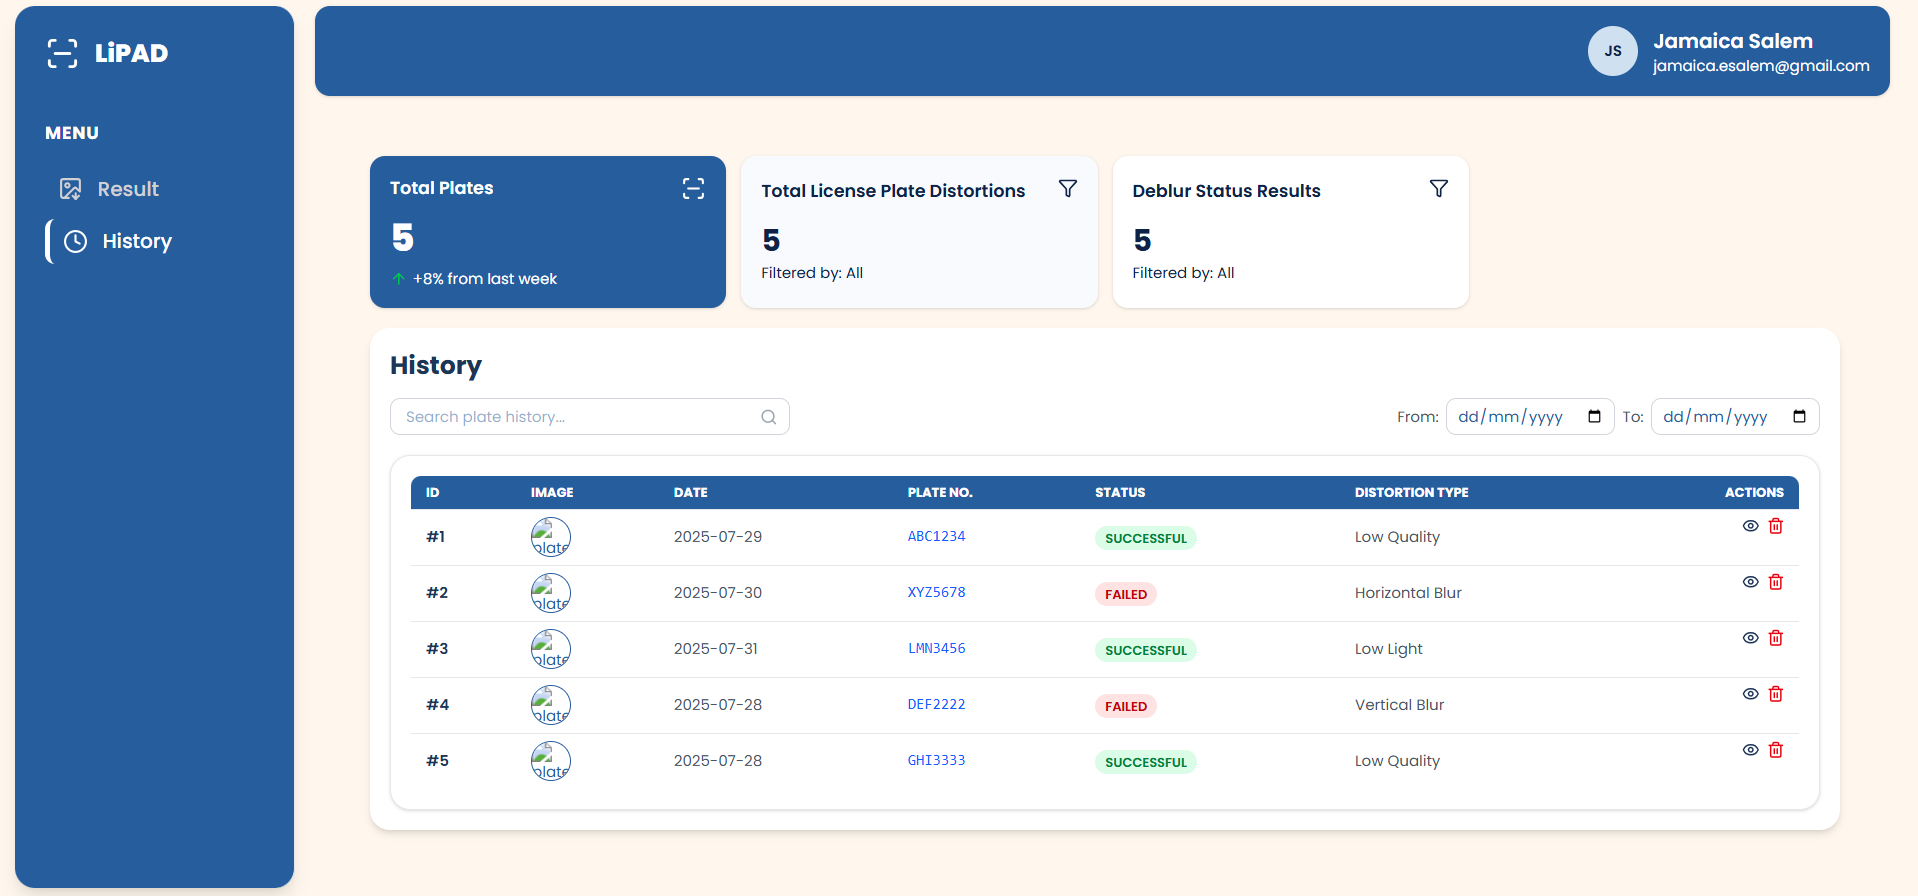 LiPAD
MENU
Result
History
JS
Jamaica Salem
jamaica.esalem@gmail.com
Total Plates
5
+8% from last week
Total License Plate Distortions
5
Filtered by: All
Deblur Status Results
5
Filtered by: All
History
Search plate history...
From: dd/mm/yyyy To: dd/mm/yyyy
ID IMAGE DATE PLATE NO. STATUS DISTORTION TYPE ACTIONS
#1 plate 2025-07-29 ABC1234 SUCCESSFUL Low Quality
#2 plate 2025-07-30 XYZ5678 FAILED Horizontal Blur
#3 plate 2025-07-31 LMN3456 SUCCESSFUL Low Light
#4 plate 2025-07-28 DEF2222 FAILED Vertical Blur
#5 plate 2025-07-28 GHI3333 SUCCESSFUL Low Quality